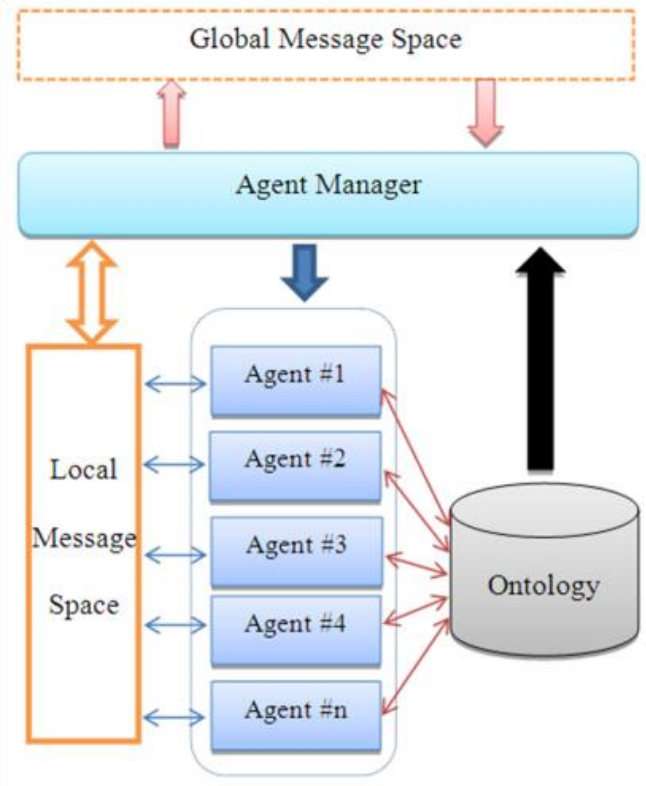 Global Message Space
Agent Manager
Agent #1
Agent #2
Agent #3
Agent #4
Agent #n
Local
Message
Space
Ontology